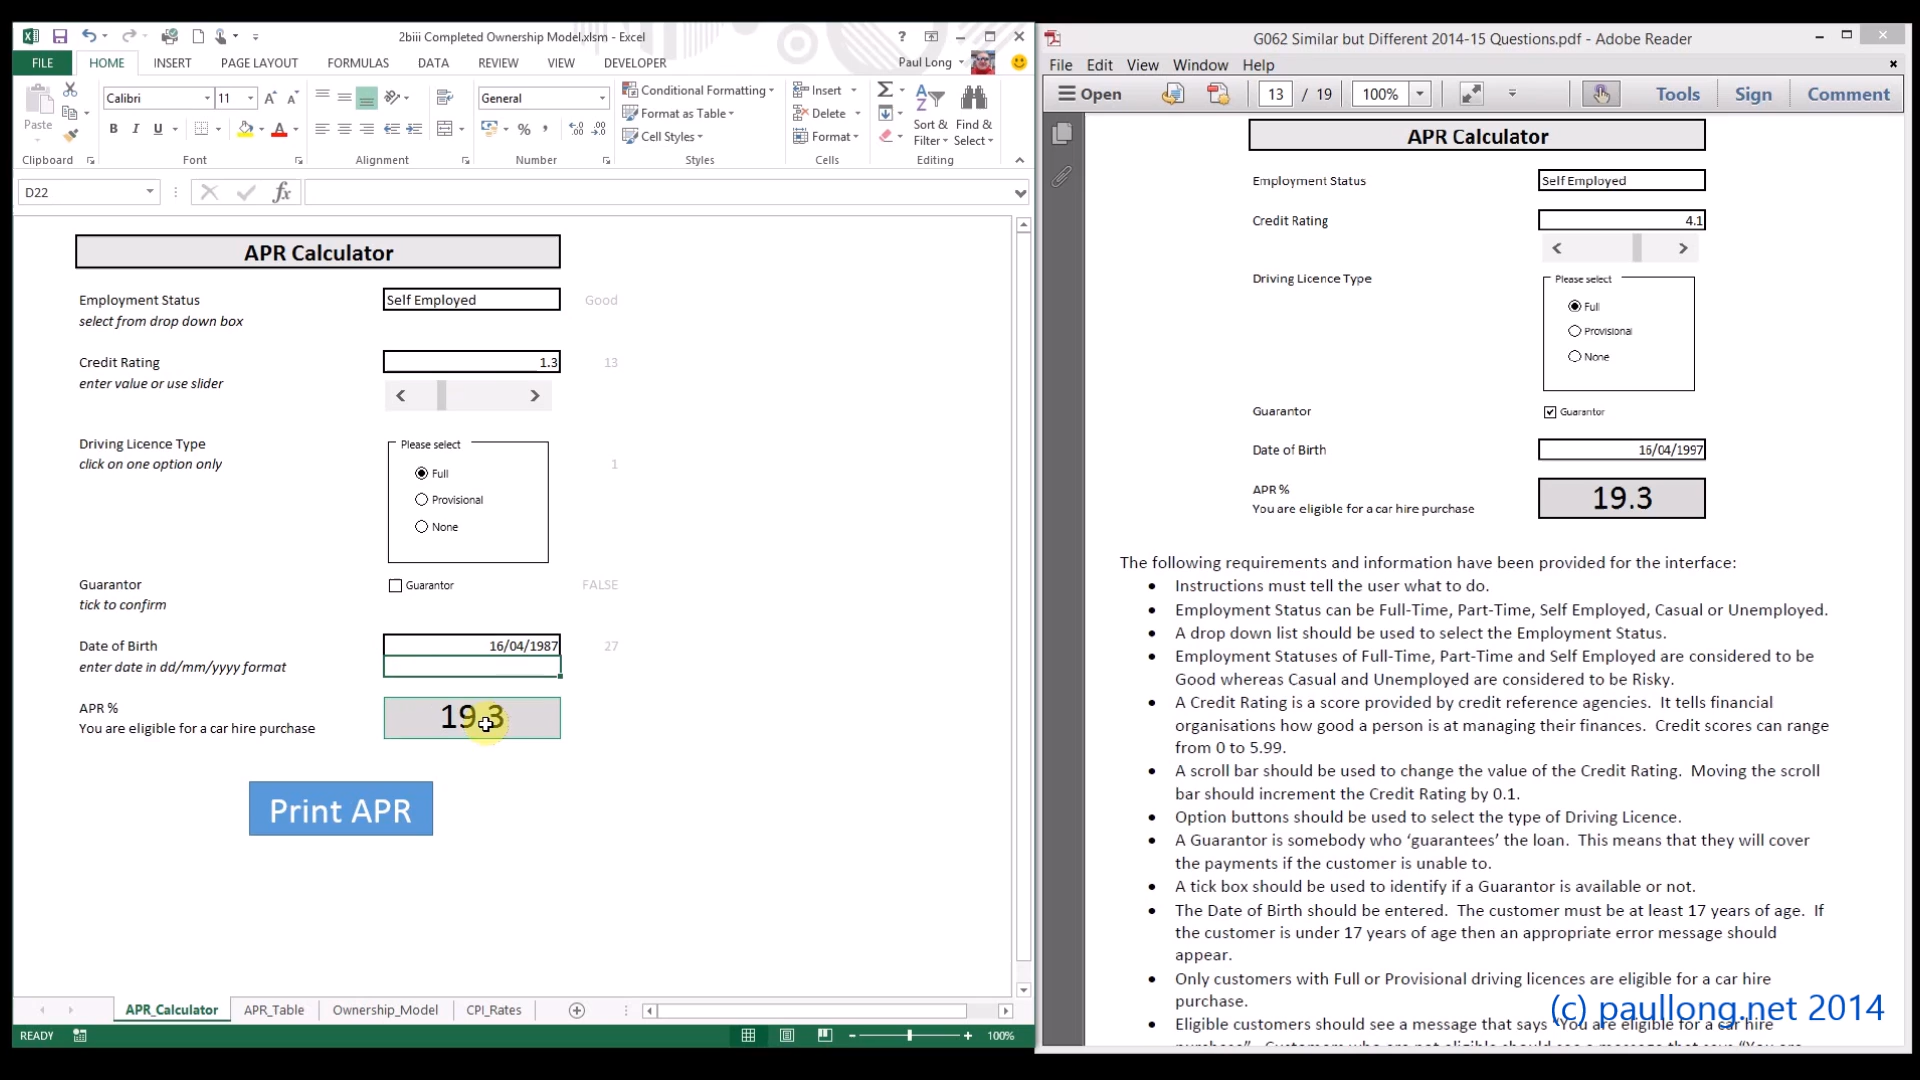 2biii Completed Ownership Model.xlsm - Excel
FILE HOME INSERT PAGE LAYOUT FORMULAS DATA REVIEW VIEW DEVELOPER Paul Long
Paste
Calibri 11
B I U
General
%
Conditional Formatting
Format as Table
Cell Styles
Insert
Delete
Format
Sort & Filter
Find & Select
Clipboard Font Alignment Number Styles Cells Editing
D22 fx
APR Calculator
Employment Status Self Employed Good
select from drop down box
Credit Rating 1.3 13
enter value or use slider
Driving Licence Type Please select
click on one option only 1
Full
Provisional
None
Guarantor Guarantor FALSE
tick to confirm
Date of Birth 16/04/1987 27
enter date in dd/mm/yyyy format
APR % 19.3
You are eligible for a car hire purchase
Print APR
APR_Calculator APR_Table Ownership_Model CPI_Rates
READY 100%
G062 Similar but Different 2014-15 Questions.pdf - Adobe Reader
File Edit View Window Help
Open 13 / 19 100% Tools Sign Comment
APR Calculator
Employment Status Self Employed
Credit Rating 4.1
Driving Licence Type Please select
Full
Provisional
None
Guarantor Guarantor
Date of Birth 16/04/1997
APR % 19.3
You are eligible for a car hire purchase
The following requirements and information have been provided for the interface:
• Instructions must tell the user what to do.
• Employment Status can be Full-Time, Part-Time, Self Employed, Casual or Unemployed.
• A drop down list should be used to select the Employment Status.
• Employment Statuses of Full-Time, Part-Time and Self Employed are considered to be
Good whereas Casual and Unemployed are considered to be Risky.
• A Credit Rating is a score provided by credit reference agencies. It tells financial
organisations how good a person is at managing their finances. Credit scores can range
from 0 to 5.99.
• A scroll bar should be used to change the value of the Credit Rating. Moving the scroll
bar should increment the Credit Rating by 0.1.
• Option buttons should be used to select the type of Driving Licence.
• A Guarantor is somebody who ‘guarantees’ the loan. This means that they will cover
the payments if the customer is unable to.
• A tick box should be used to identify if a Guarantor is available or not.
• The Date of Birth should be entered. The customer must be at least 17 years of age. If
the customer is under 17 years of age then an appropriate error message should
appear.
• Only customers with Full or Provisional driving licences are eligible for a car hire
purchase.
• Eligible customers should see a message that says “You are eligible for a car hire
purchase”. Customers who are not eligible should see a message that says “You are
(c) paullong.net 2014